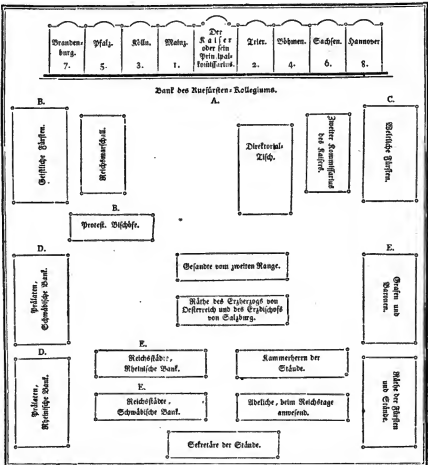 Branden-
burg.
7.
Pfalz.
5.
Kölln.
3.
Mainz.
1.
Der
Kaiser
oder sein
Prinzipal-
kommissarius.
Trier.
2.
Böhmen.
4.
Sachsen.
6.
Hannover
8.
Bank des Kurfürsten-Kollegiums.
A.
B.
Geistliche Fürsten.
Reichsmarschall.
Direktorial-
Tisch.
Zweiter Kommissarius
des Kaisers.
C.
Weltliche Fürsten.
B.
Protest. Bischöfe.
D.
Prälaten,
Schwäbische Bank.
Gesandte vom zweiten Range.
E.
Grafen und
Baronen.
Räthe des Erzherzogs von
Oesterreich und des Erzbischofs
von Salzburg.
D.
Prälaten,
Rheinische Bank.
E.
Reichsstädte,
Rheinische Bank.
Kammerherrn der
Stände.
Räthe der Fürsten
und Stände.
E.
Reichsstädte,
Schwäbische Bank.
Adeliche, beim Reichstage
anwesend.
Sekretäre der Stände.